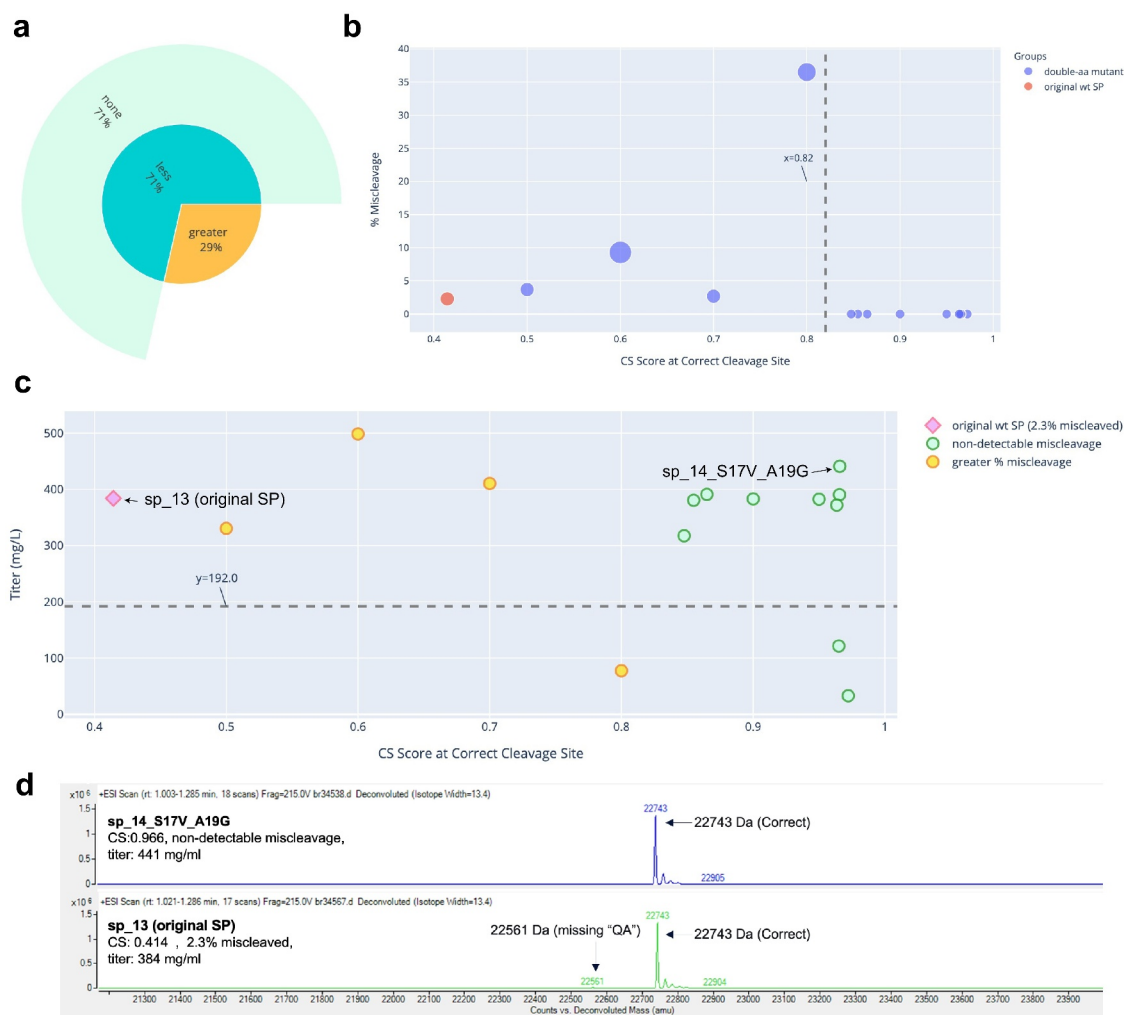 a
none
71%
less
71%
greater
29%
b
40
35
30
25
20
15
10
5
0
% Miscleavage
x=0.82
0.4 0.5 0.6 0.7 0.8 0.9 1
CS Score at Correct Cleavage Site
Groups
double-aa mutant
original wt SP
c
500
400
300
200
100
0
Titer (mg/L)
sp_13 (original SP)
sp_14_S17V_A19G
y=192.0
0.4 0.5 0.6 0.7 0.8 0.9 1
CS Score at Correct Cleavage Site
original wt SP (2.3% miscleaved)
non-detectable miscleavage
greater % miscleavage
d
x10 6 +ESI Scan (rt: 1.003-1.285 min, 18 scans) Frag=215.0V br34538.d Deconvoluted (Isotope Width=13.4)
1.5
1
0.5
0
sp_14_S17V_A19G
CS:0.966, non-detectable miscleavage,
titer: 441 mg/ml
22743
22743 Da (Correct)
22905
x10 6 +ESI Scan (rt: 1.021-1.286 min, 17 scans) Frag=215.0V br34567.d Deconvoluted (Isotope Width=13.4)
1.5
1
0.5
0
sp_13 (original SP)
CS: 0.414 , 2.3% miscleaved,
titer: 384 mg/ml
22561 Da (missing “QA”)
22561
22743
22743 Da (Correct)
22904
21300 21400 21500 21600 21700 21800 21900 22000 22100 22200 22300 22400 22500 22600 22700 22800 22900 23000 23100 23200 23300 23400 23500 23600 23700 23800 23900
Counts vs. Deconvoluted Mass (amu)